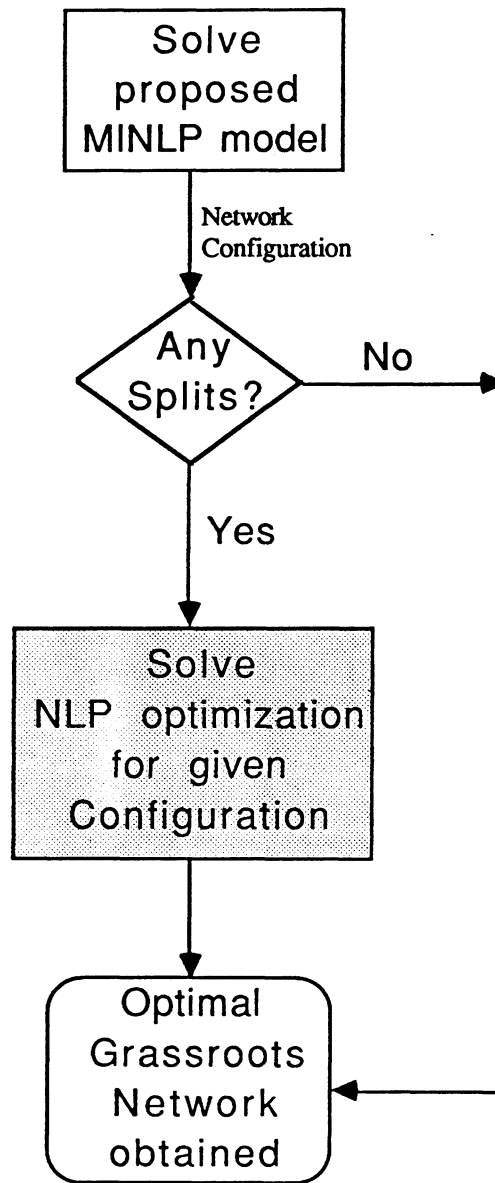 Solve
proposed
MINLP model
Network
Configuration
Any
Splits?
No
Yes
Solve
NLP optimization
for given
Configuration
Optimal
Grassroots
Network
obtained